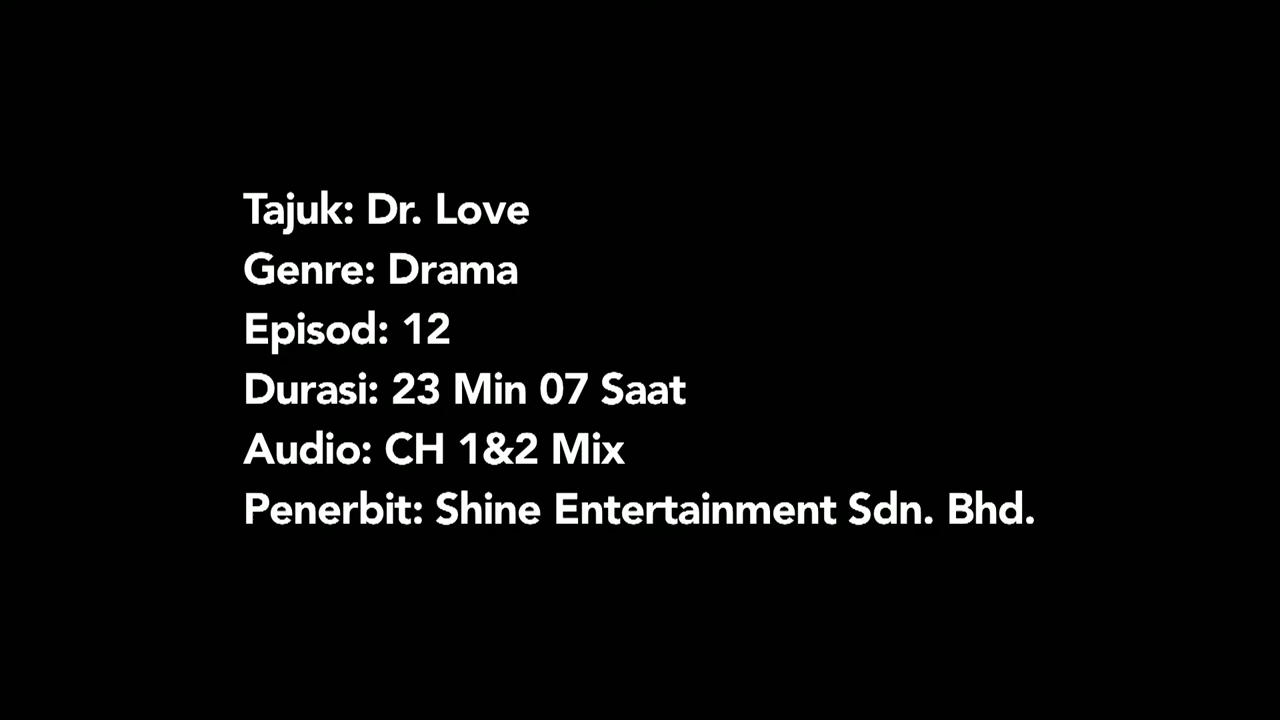 Tajuk: Dr. Love
Genre: Drama
Episod: 12
Durasi: 23 Min 07 Saat
Audio: CH 1&2 Mix
Penerbit: Shine Entertainment Sdn. Bhd.